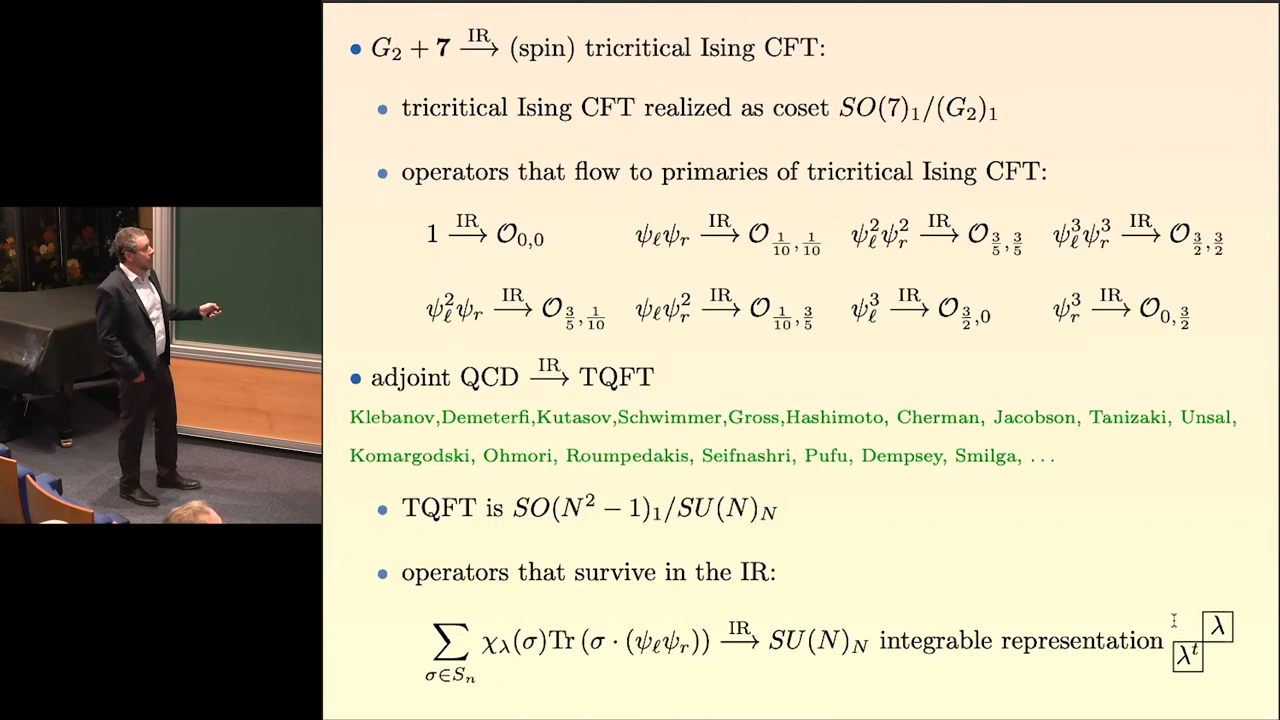 • G₂ + 𝟕 —IR→ (spin) tricritical Ising CFT:
• tricritical Ising CFT realized as coset SO(7)₁/(G₂)₁
• operators that flow to primaries of tricritical Ising CFT:
1 —IR→ 𝒪_{0,0} ψ_ℓψ_r —IR→ 𝒪_{1/10,1/10} ψ_ℓ²ψ_r² —IR→ 𝒪_{3/5,3/5} ψ_ℓ³ψ_r³ —IR→ 𝒪_{3/2,3/2}
ψ_ℓ²ψ_r —IR→ 𝒪_{3/5,1/10} ψ_ℓψ_r² —IR→ 𝒪_{1/10,3/5} ψ_ℓ³ —IR→ 𝒪_{3/2,0} ψ_r³ —IR→ 𝒪_{0,3/2}
• adjoint QCD —IR→ TQFT
Klebanov,Demeterfi,Kutasov,Schwimmer,Gross,Hashimoto, Cherman, Jacobson, Tanizaki, Unsal,
Komargodski, Ohmori, Roumpedakis, Seifnashri, Pufu, Dempsey, Smilga, …
• TQFT is SO(N² − 1)₁/SU(N)_N
• operators that survive in the IR:
∑_{σ∈S_n} χ_λ(σ)Tr (σ · (ψ_ℓψ_r)) —IR→ SU(N)_N integrable representation λᵗ λ